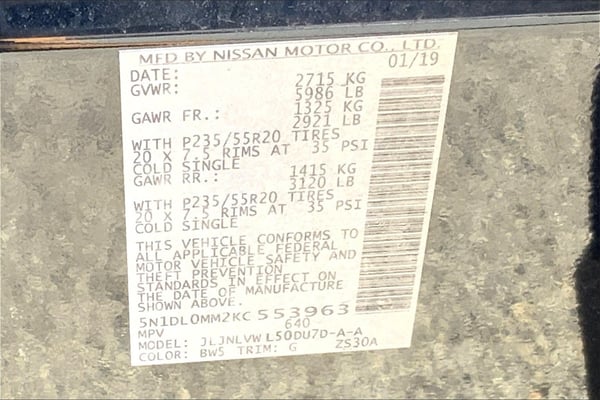 MFD BY NISSAN MOTOR CO., LTD.
DATE: 01/19
GVWR: 2715 KG
5986 LB
GAWR FR.: 1325 KG
2921 LB
WITH P235/55R20 TIRES
20 X 7.5 RIMS AT 35 PSI
COLD SINGLE
GAWR RR.: 1415 KG
3120 LB
WITH P235/55R20 TIRES
20 X 7.5 RIMS AT 35 PSI
COLD SINGLE
THIS VEHICLE CONFORMS TO
ALL APPLICABLE FEDERAL
MOTOR VEHICLE SAFETY AND
THEFT PREVENTION
STANDARDS IN EFFECT ON
THE DATE OF MANUFACTURE
SHOWN ABOVE.
5N1DL0MM2KC553963
MPV 640
MODEL: JLJNLVWL50DU7D-A-A
COLOR: BW5 TRIM: G ZS30A